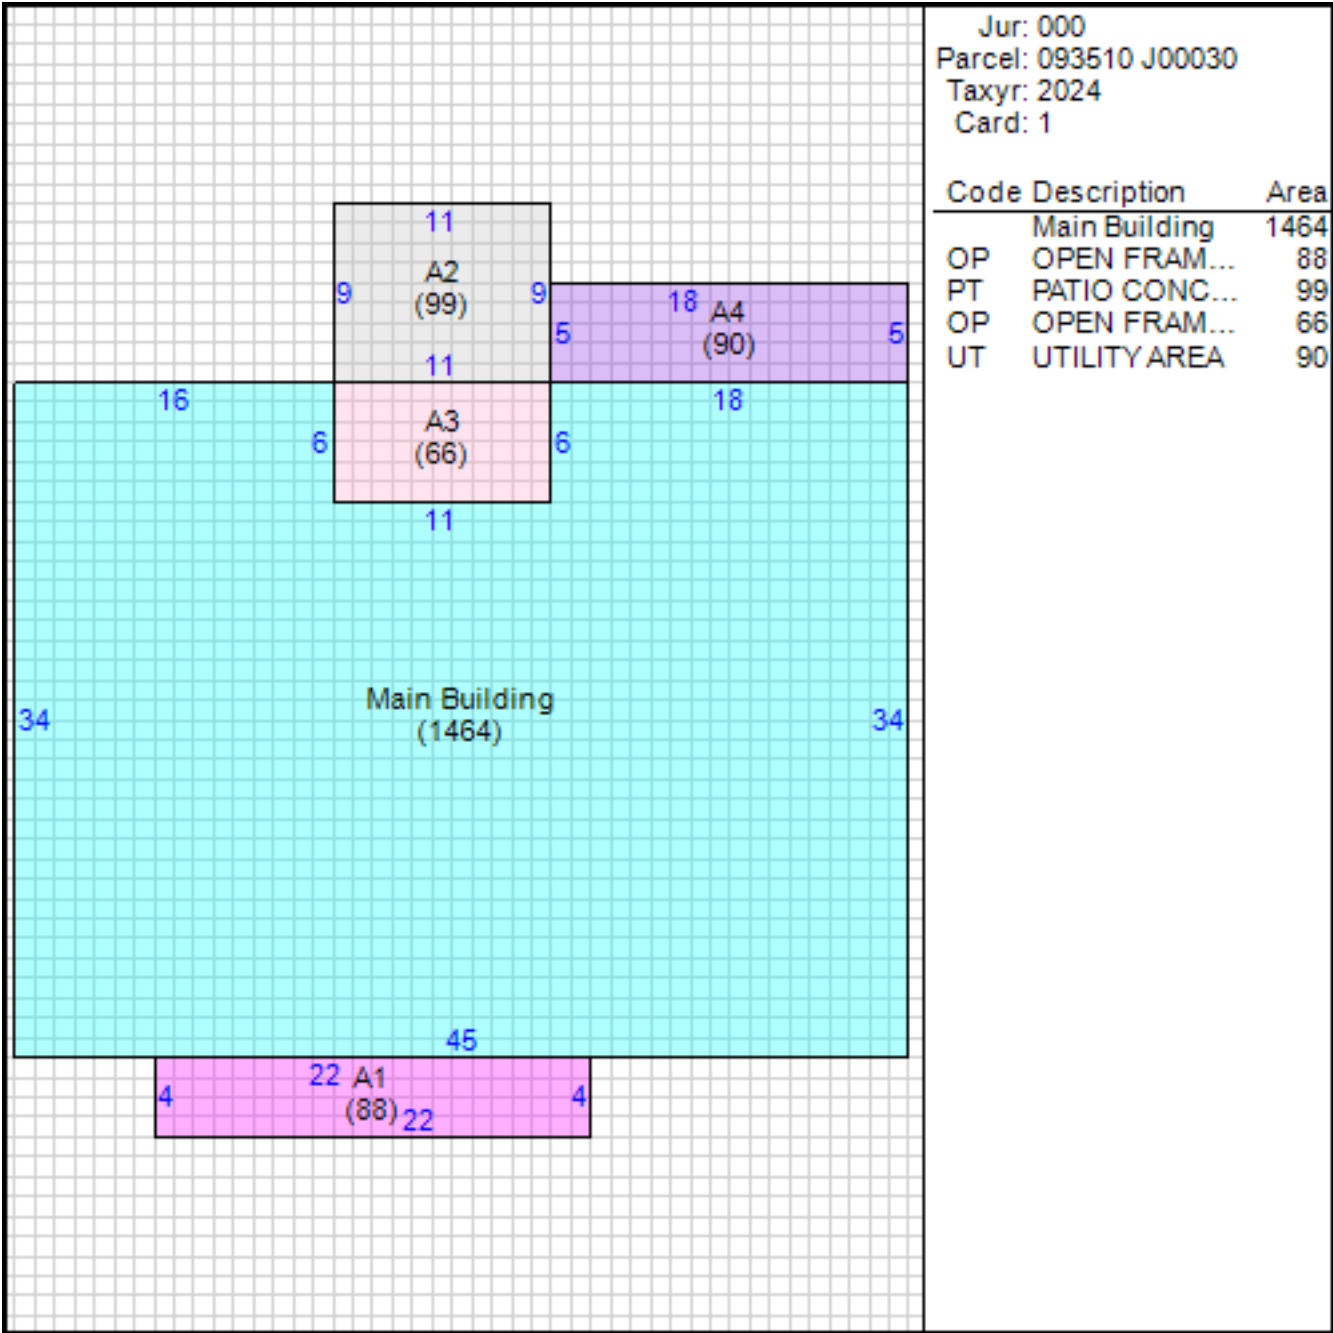 Jur: 000
Parcel: 093510 J00030
Taxyr: 2024
Card: 1
Code Description Area
Main Building 1464
OP OPEN FRAM... 88
PT PATIO CONC... 99
OP OPEN FRAM... 66
UT UTILITY AREA 90
11
A2
9 (99) 9
11
18 A4
5 (90) 5
16
18
A3
6 (66) 6
11
Main Building
34 (1464) 34
45
22 A1
4 (88) 22 4